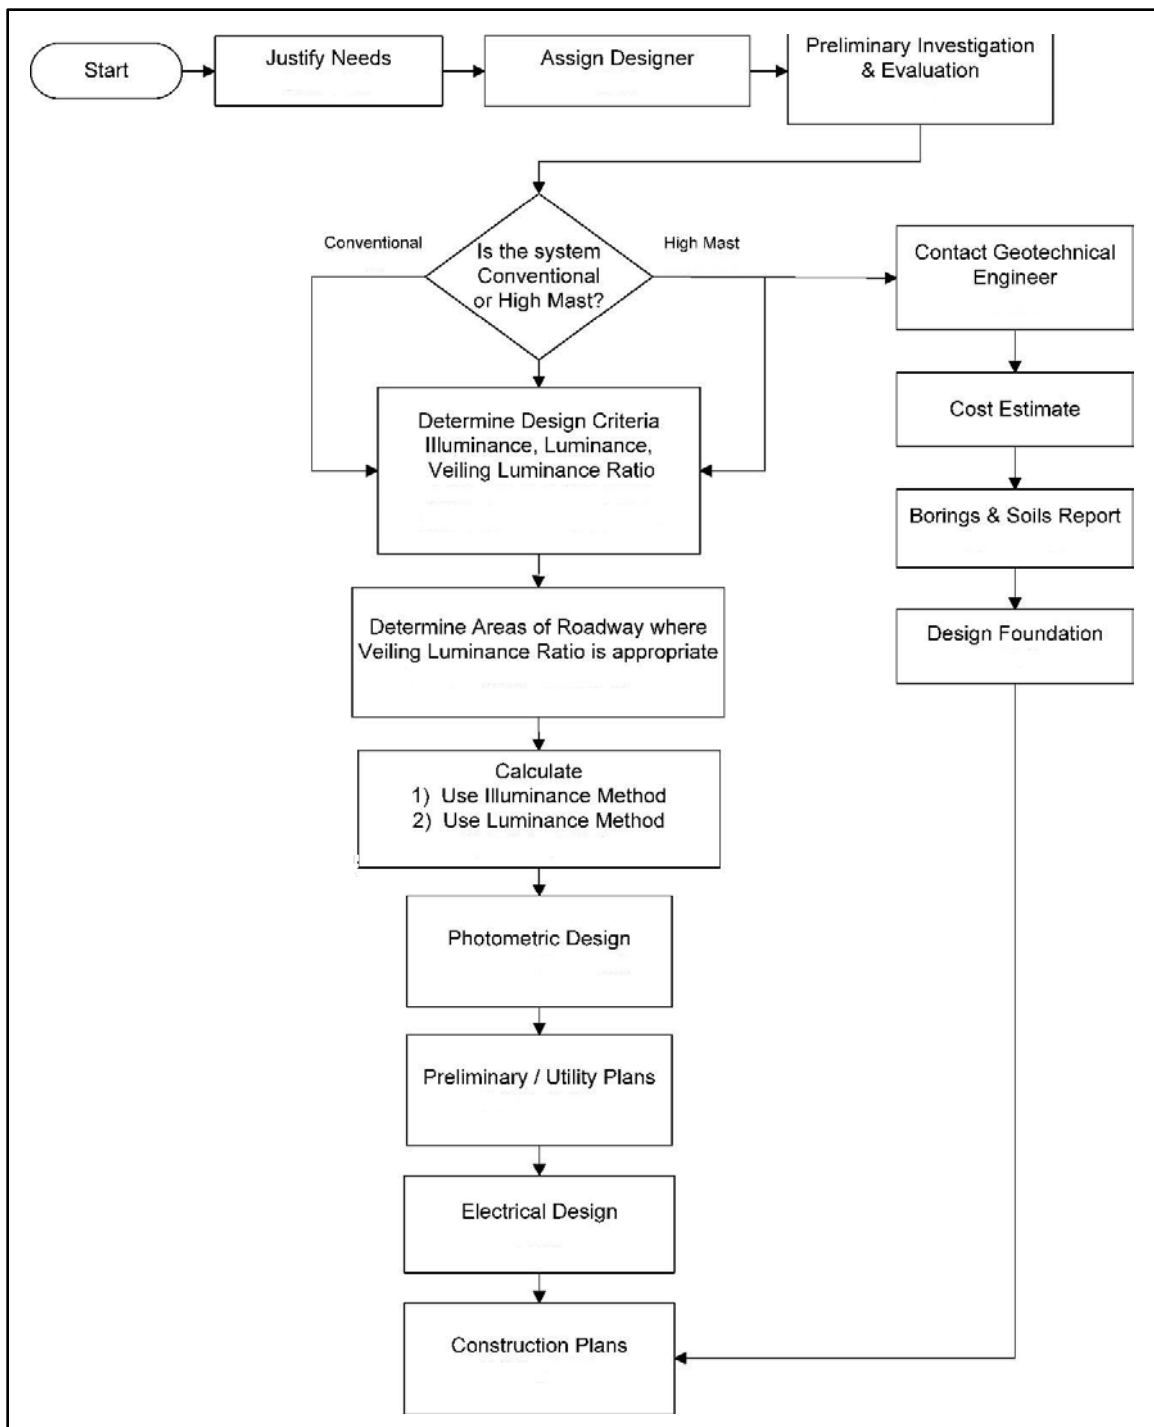 Start
Justify Needs
Assign Designer
Preliminary Investigation
& Evaluation
Conventional
Is the system
Conventional
or High Mast?
High Mast
Contact Geotechnical
Engineer
Determine Design Criteria
Illuminance, Luminance,
Veiling Luminance Ratio
Cost Estimate
Borings & Soils Report
Determine Areas of Roadway where
Veiling Luminance Ratio is appropriate
Design Foundation
Calculate
1) Use Illuminance Method
2) Use Luminance Method
Photometric Design
Preliminary / Utility Plans
Electrical Design
Construction Plans